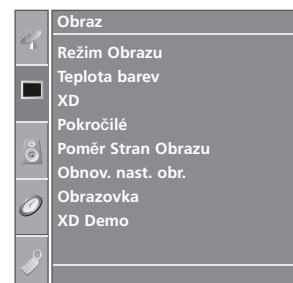 Obraz
Režim Obrazu
Teplota barev
XD
Pokročilé
Poměr Stran Obrazu
Obnov. nast. obr.
Obrazovka
XD Demo